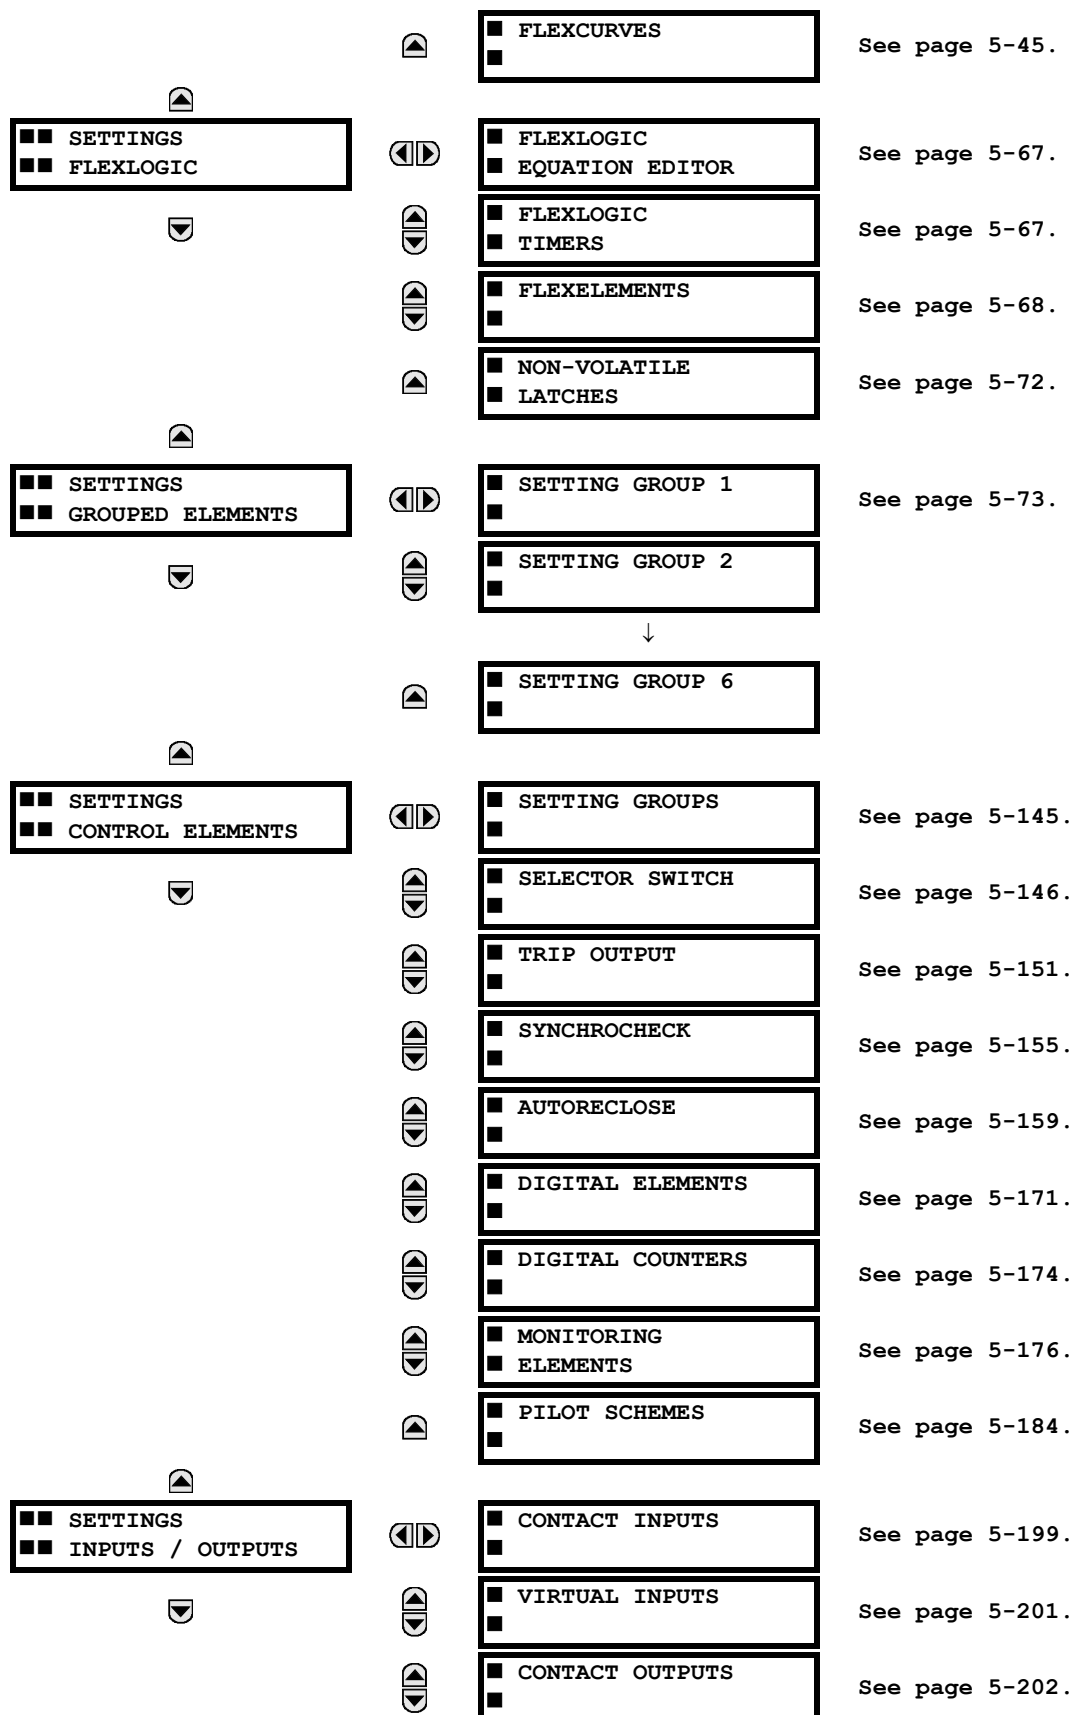 FLEXCURVES
See page 5-45.
SETTINGS
FLEXLOGIC
FLEXLOGIC
EQUATION EDITOR
See page 5-67.
FLEXLOGIC
TIMERS
See page 5-67.
FLEXELEMENTS
See page 5-68.
NON-VOLATILE
LATCHES
See page 5-72.
SETTINGS
GROUPED ELEMENTS
SETTING GROUP 1
See page 5-73.
SETTING GROUP 2
↓
SETTING GROUP 6
SETTINGS
CONTROL ELEMENTS
SETTING GROUPS
See page 5-145.
SELECTOR SWITCH
See page 5-146.
TRIP OUTPUT
See page 5-151.
SYNCHROCHECK
See page 5-155.
AUTORECLOSE
See page 5-159.
DIGITAL ELEMENTS
See page 5-171.
DIGITAL COUNTERS
See page 5-174.
MONITORING
ELEMENTS
See page 5-176.
PILOT SCHEMES
See page 5-184.
SETTINGS
INPUTS / OUTPUTS
CONTACT INPUTS
See page 5-199.
VIRTUAL INPUTS
See page 5-201.
CONTACT OUTPUTS
See page 5-202.